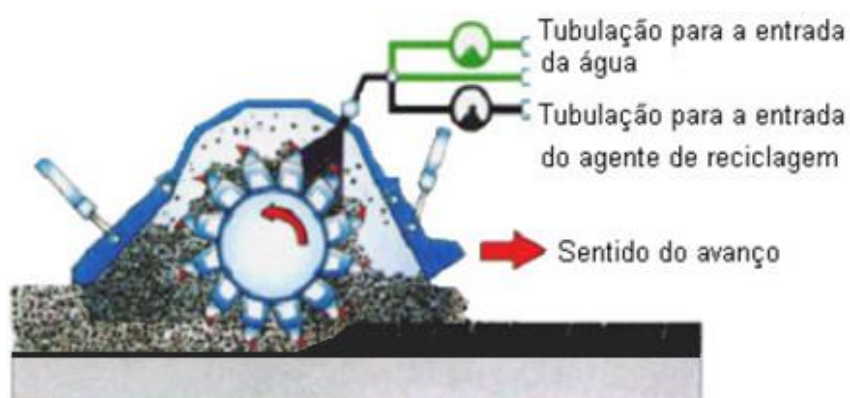 Tubulação para a entrada
da água
Tubulação para a entrada
do agente de reciclagem
Sentido do avanço